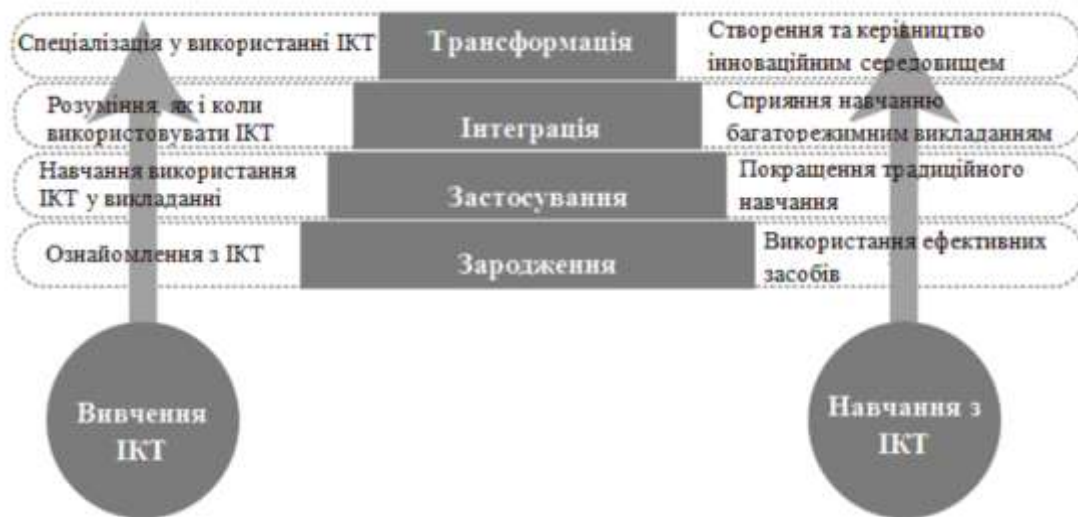 Спеціалізація у використанні ІКТ
Трансформація
Створення та керівництво
інноваційним середовищем
Розуміння, як і коли
використовувати ІКТ
Інтеграція
Сприяння навчанню
багаторежимним викладанням
Навчання використання
ІКТ у викладанні
Застосування
Покращення традиційного
навчання
Ознайомлення з ІКТ
Зародження
Використання ефективних
засобів
Вивчення
ІКТ
Навчання з
ІКТ